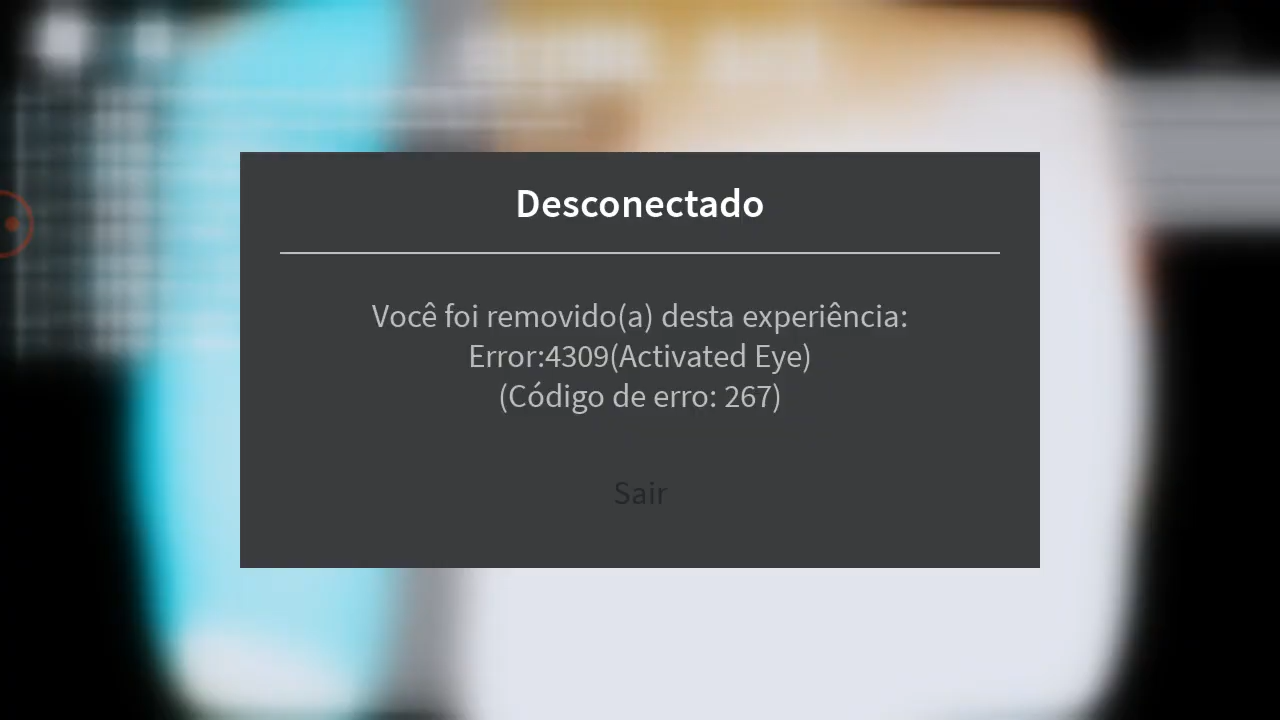 Desconectado
Você foi removido(a) desta experiência:
Error:4309(Activated Eye)
(Código de erro: 267)
Sair